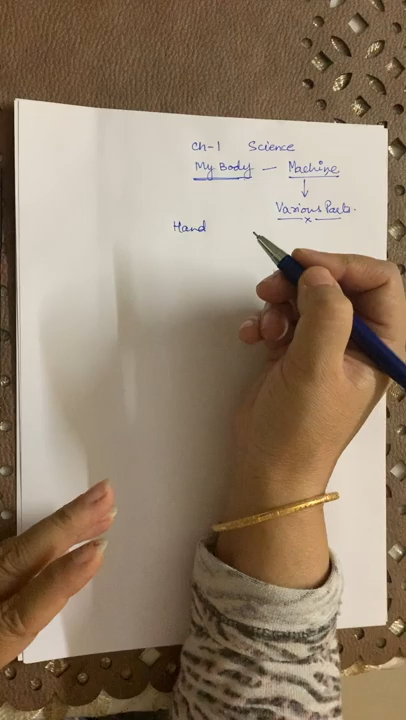 Ch-1 Science
My Body — Machine
↓
Various Parts.
x
Hand